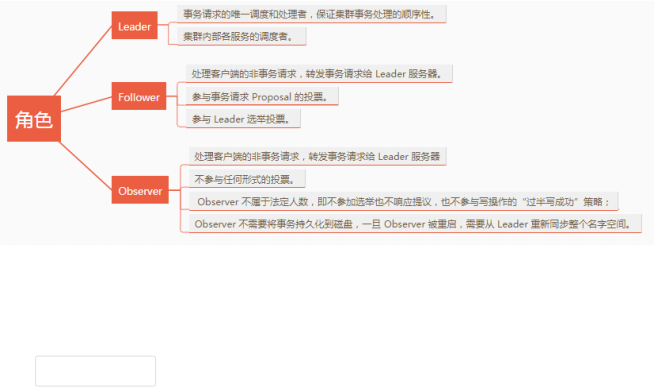 角色
Leader
事务请求的唯一调度和处理者，保证集群事务处理的顺序性。
集群内部各服务的调度者。
Follower
处理客户端的非事务请求，转发事务请求给 Leader 服务器。
参与事务请求 Proposal 的投票。
参与 Leader 选举投票。
Observer
处理客户端的非事务请求，转发事务请求给 Leader 服务器
不参与任何形式的投票。
Observer 不属于法定人数，即不参加选举也不响应提议，也不参与写操作的“过半写成功”策略；
Observer 不需要将事务持久化到磁盘，一旦 Observer 被重启，需要从 Leader 重新同步整个名字空间。